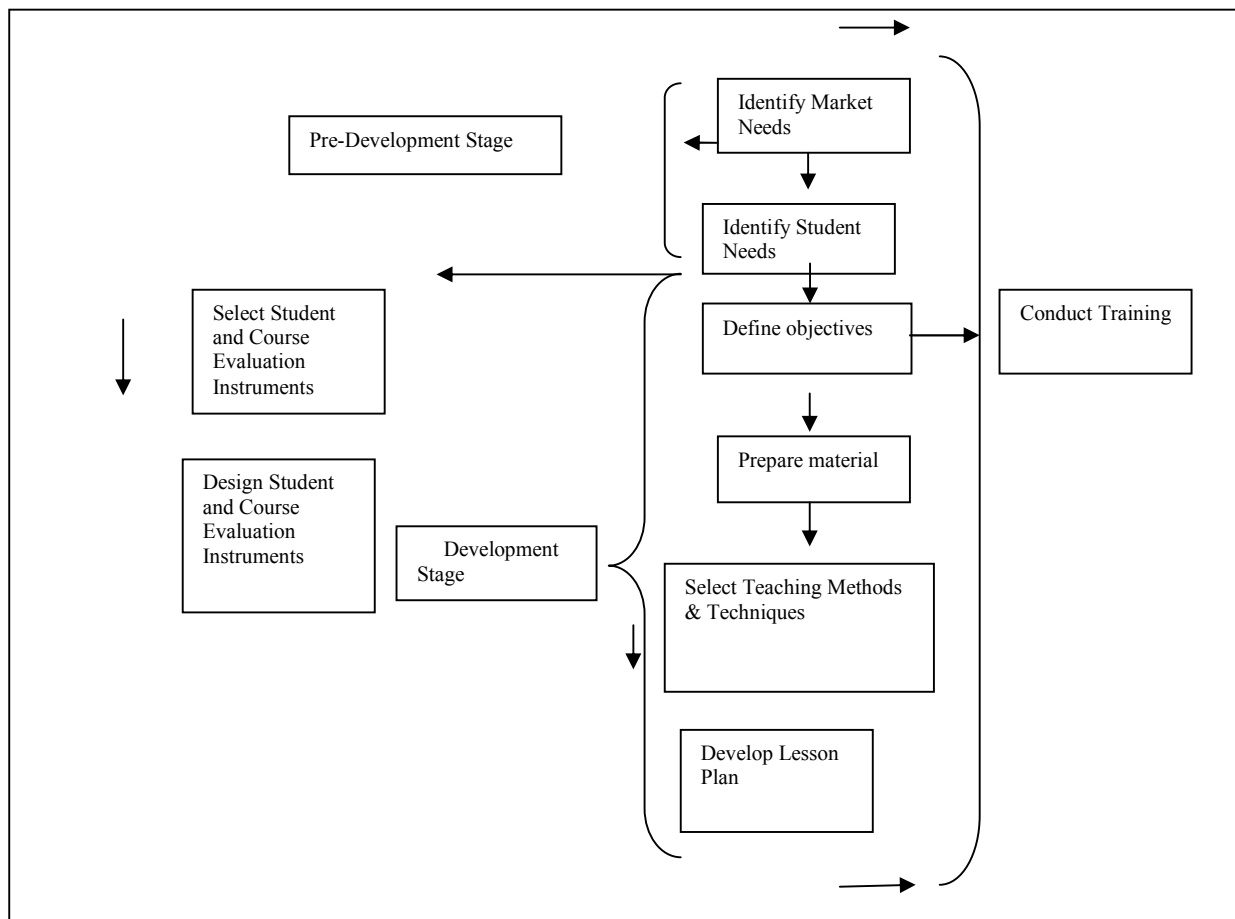 Identify Market
Needs
Pre-Development Stage
Identify Student
Needs
Select Student
and Course
Evaluation
Instruments
Define objectives
Conduct Training
Prepare material
Design Student
and Course
Evaluation
Instruments
Development
Stage
Select Teaching Methods
& Techniques
Develop Lesson
Plan